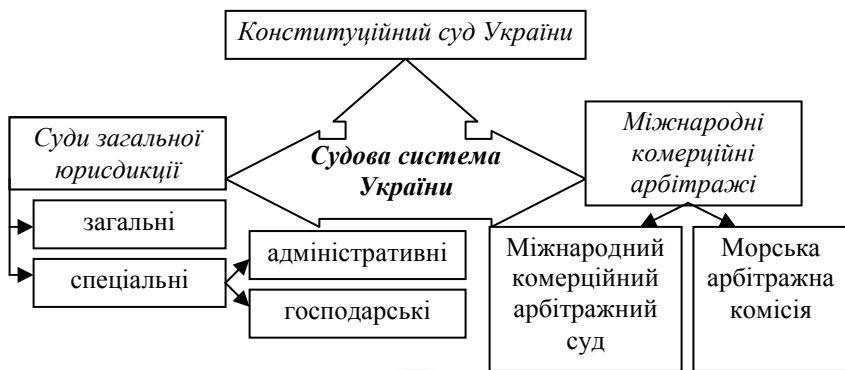 Конституційний суд України
Суди загальної
юрисдикції
Судова система
України
Міжнародні
комерційні
арбітражі
загальні
спеціальні
адміністративні
господарські
Міжнародний
комерційний
арбітражний
суд
Морська
арбітражна
комісія